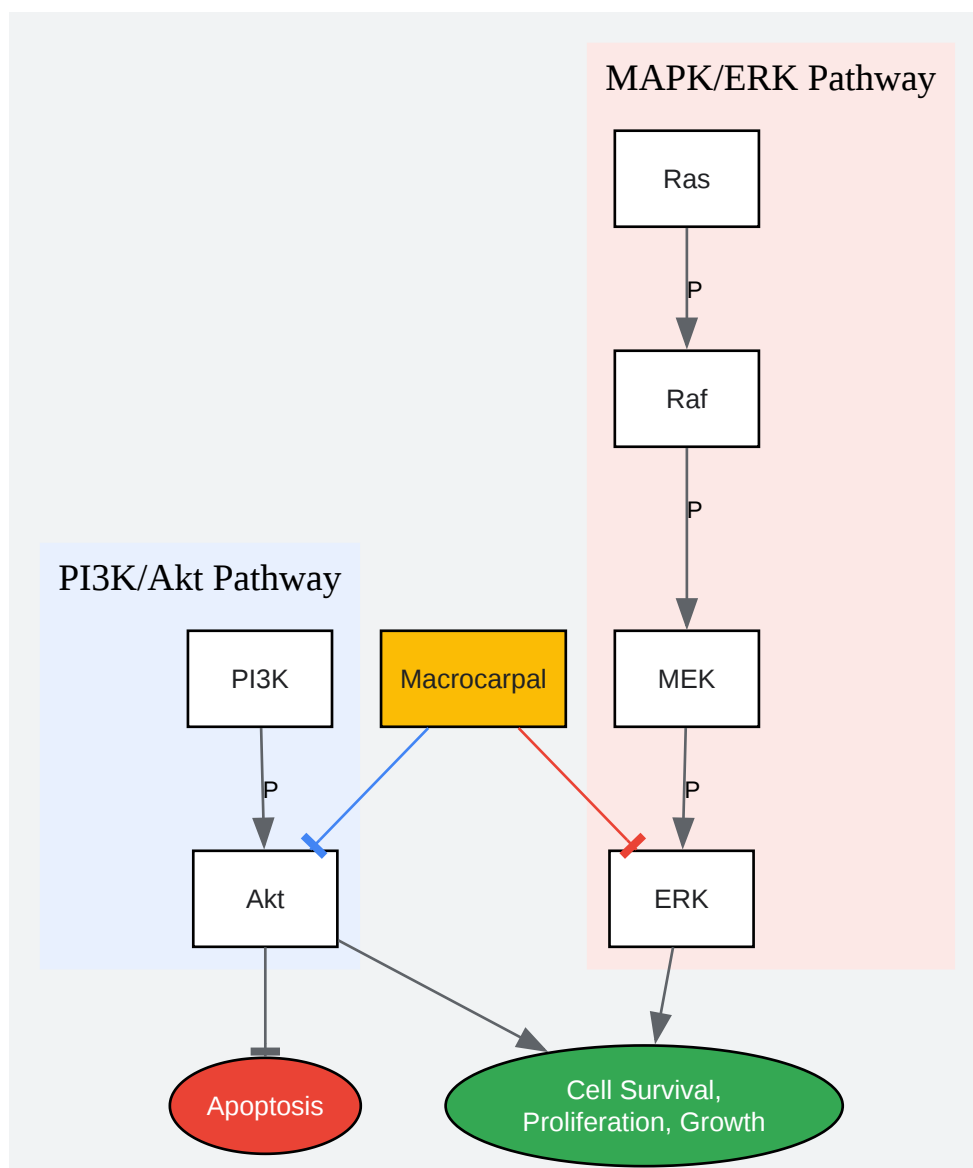 MAPK/ERK Pathway
Ras
P
Raf
P
PI3K/Akt Pathway
PI3K
Macrocarpal
MEK
P
P
Akt
ERK
Apoptosis
Cell Survival,
Proliferation, Growth